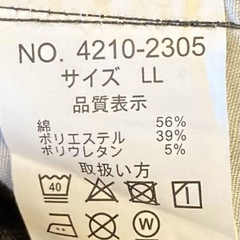 NO. 4210-2305
サイズ LL
品質表示
綿 56%
ポリエステル 39%
ポリウレタン 5%
取扱い方
40
W